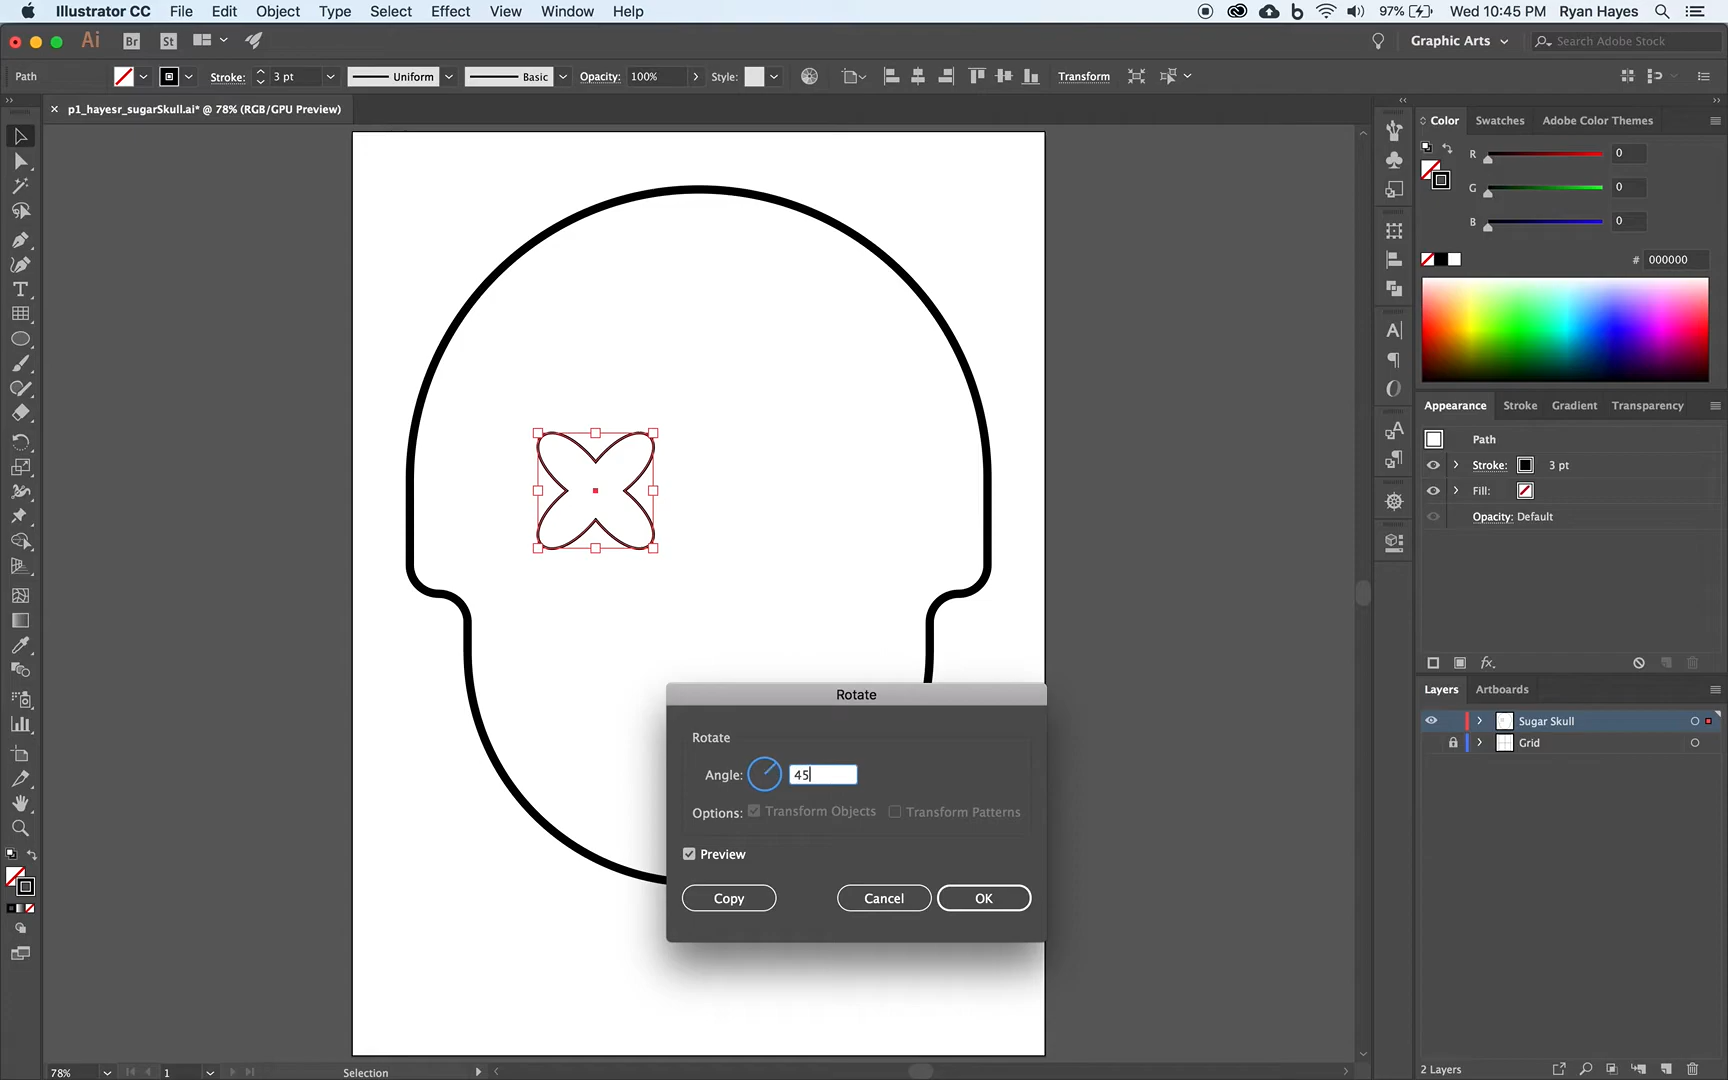 Illustrator CC File Edit Object Type Select Effect View Window Help 97% Wed 10:45 PM Ryan Hayes
Ai Br St Graphic Arts Search Adobe Stock
Path Stroke: 3 pt Uniform Basic Opacity: 100% Style: Transform
p1_hayesr_sugarSkull.ai* @ 78% (RGB/GPU Preview)
Color Swatches Adobe Color Themes
R 0
G 0
B 0
# 000000
Appearance Stroke Gradient Transparency
Path
Stroke: 3 pt
Fill:
Opacity: Default
fx.
Layers Artboards
Sugar Skull
Grid
Rotate
Rotate
Angle: 45
Options: Transform Objects Transform Patterns
Preview
Copy Cancel OK
78% 1 Selection 2 Layers